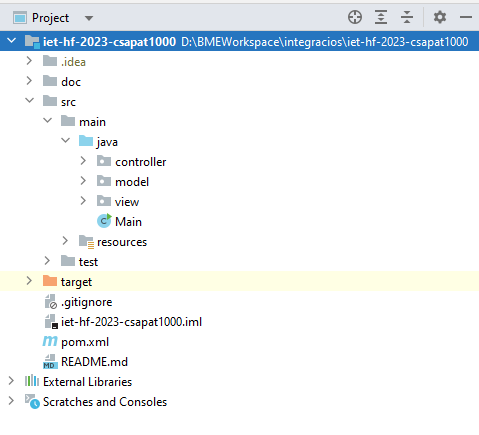 Project
iet-hf-2023-csapat1000 D:\BMEWorkspace\integracios\iet-hf-2023-csapat1000
.idea
doc
src
main
java
controller
model
view
C Main
resources
test
target
.gitignore
iet-hf-2023-csapat1000.iml
m pom.xml
MD README.md
External Libraries
Scratches and Consoles